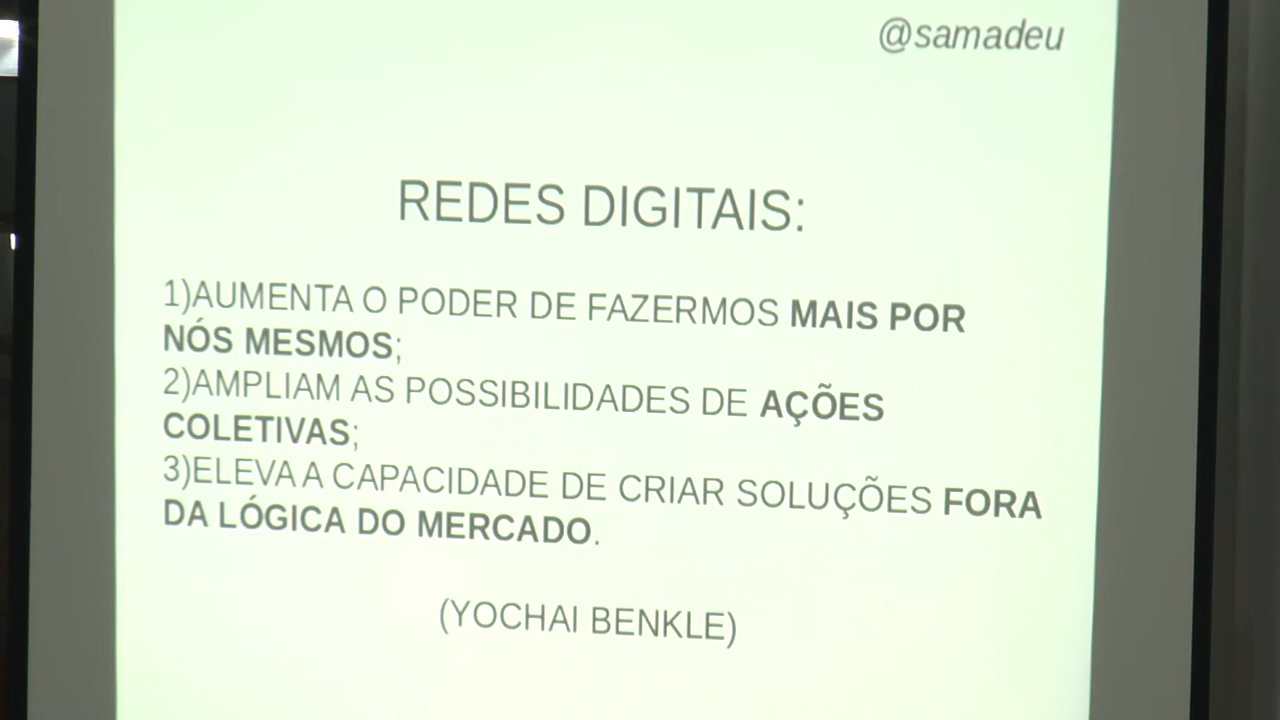 @samadeu
REDES DIGITAIS:
1)AUMENTA O PODER DE FAZERMOS MAIS POR
NÓS MESMOS;
2)AMPLIAM AS POSSIBILIDADES DE AÇÕES
COLETIVAS;
3)ELEVA A CAPACIDADE DE CRIAR SOLUÇÕES FORA
DA LÓGICA DO MERCADO.
(YOCHAI BENKLE)